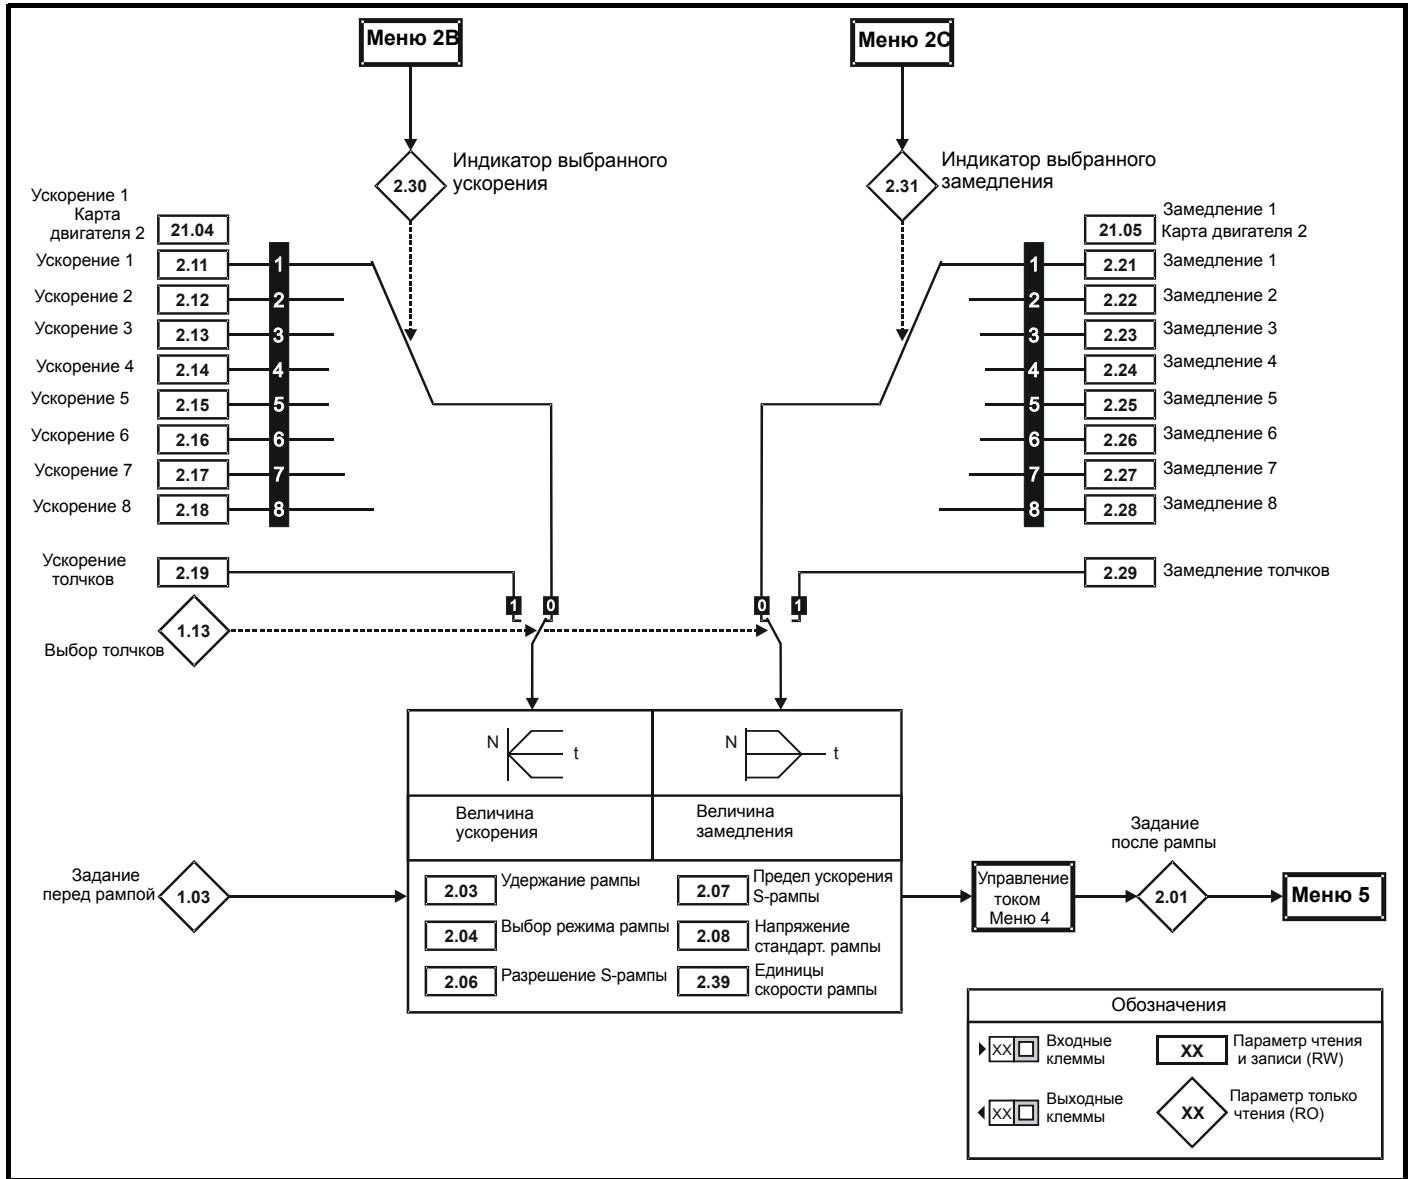 Меню 2B
Меню 2C
2.30
Индикатор выбранного
ускорения
2.31
Индикатор выбранного
замедления
Ускорение 1
Карта
двигателя 2
21.04
Ускорение 1
2.11
1
Ускорение 2
2.12
2
Ускорение 3
2.13
3
Ускорение 4
2.14
4
Ускорение 5
2.15
5
Ускорение 6
2.16
6
Ускорение 7
2.17
7
Ускорение 8
2.18
8
21.05
Замедление 1
Карта двигателя 2
1
2.21
Замедление 1
2
2.22
Замедление 2
3
2.23
Замедление 3
4
2.24
Замедление 4
5
2.25
Замедление 5
6
2.26
Замедление 6
7
2.27
Замедление 7
8
2.28
Замедление 8
Ускорение
толчков
2.19
2.29
Замедление толчков
1
0
0
1
1.13
Выбор толчков
N
t
N
t
Величина
ускорения
Величина
замедления
Задание
перед рампой
1.03
2.03
Удержание рампы
2.07
Предел ускорения
S-рампы
2.04
Выбор режима рампы
2.08
Напряжение
стандарт. рампы
2.06
Разрешение S-рампы
2.39
Единицы
скорости рампы
Управление
током
Меню 4
Задание
после рампы
2.01
Меню 5
Обозначения
XX
Входные
клеммы
XX
Параметр чтения
и записи (RW)
XX
Выходные
клеммы
XX
Параметр только
чтения (RO)